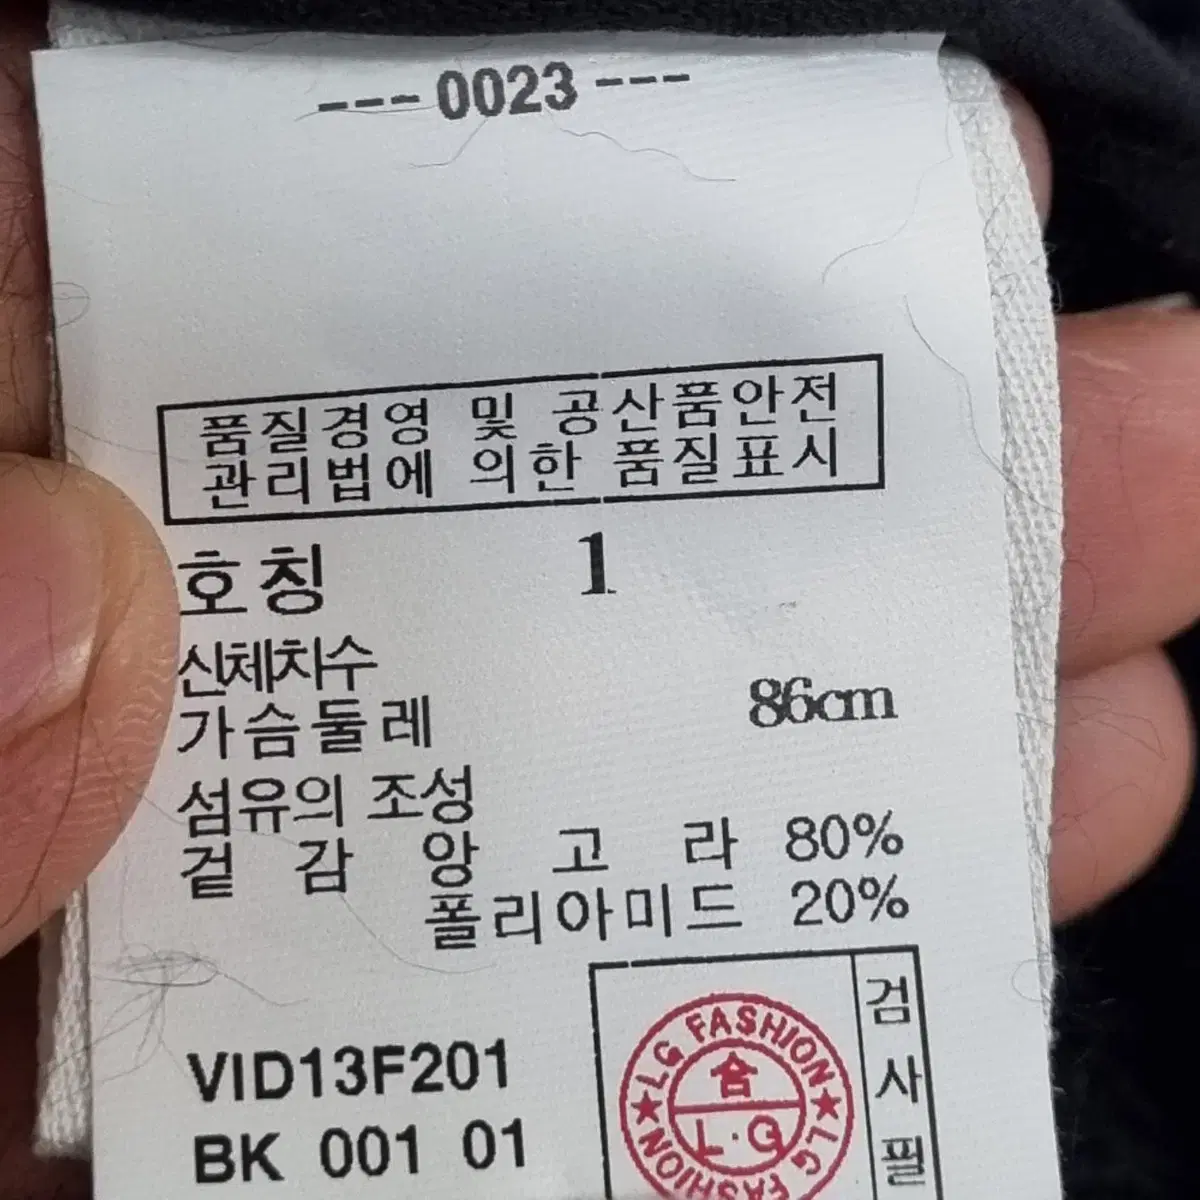 --- 0023 ---
품질경영 및 공산품안전
관리법에 의한 품질표시
호칭 1
신체치수
가슴둘레 86cm
섬유의 조성
겉감 앙고라 80%
폴리아미드 20%
VID13F201
BK 001 01
★ LG FASHION ★ LG FASHION
合
L·G
검사필